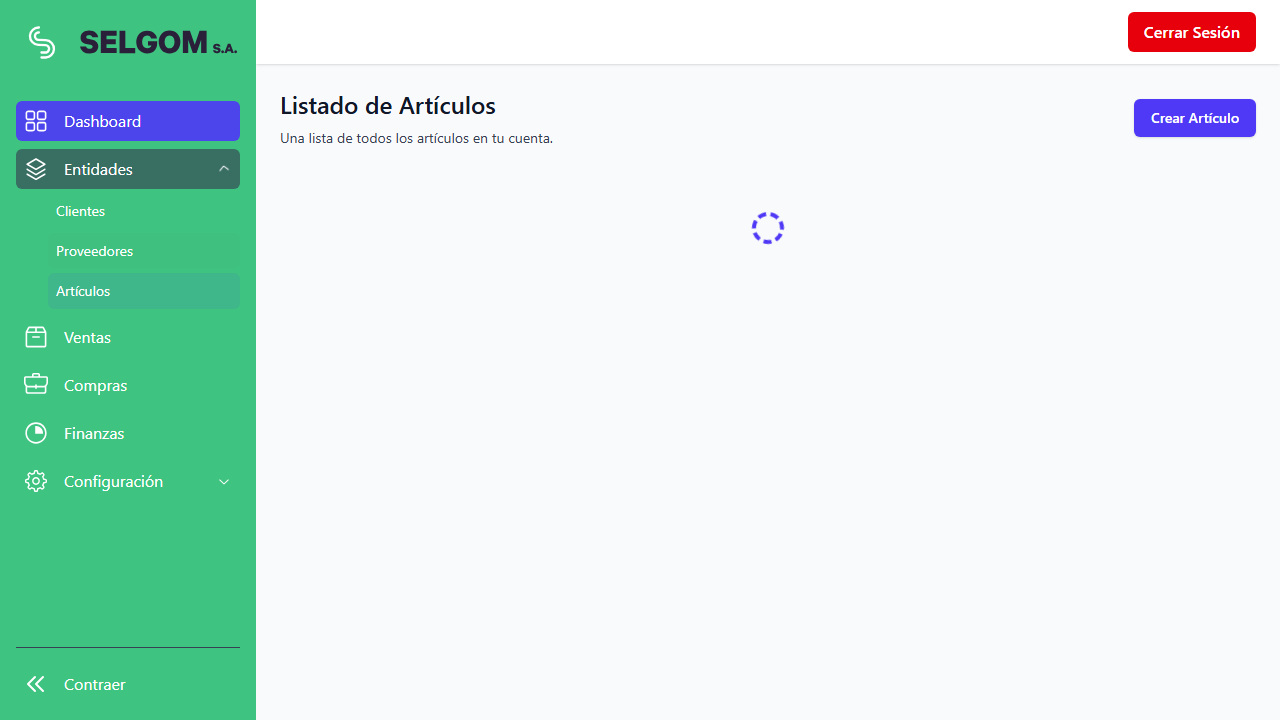 SELGOM S.A.
Cerrar Sesión
Listado de Artículos
Una lista de todos los artículos en tu cuenta.
Crear Artículo
Dashboard
Entidades
Clientes
Proveedores
Artículos
Ventas
Compras
Finanzas
Configuración
Contraer